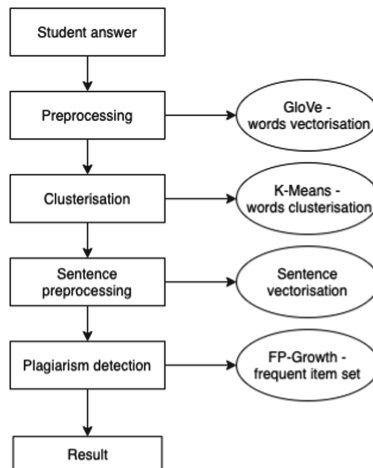 Student answer
Preprocessing
GloVe -
words vectorisation
Clusterisation
K-Means -
words clusterisation
Sentence
preprocessing
Sentence
vectorisation
Plagiarism detection
FP-Growth -
frequent item set
Result